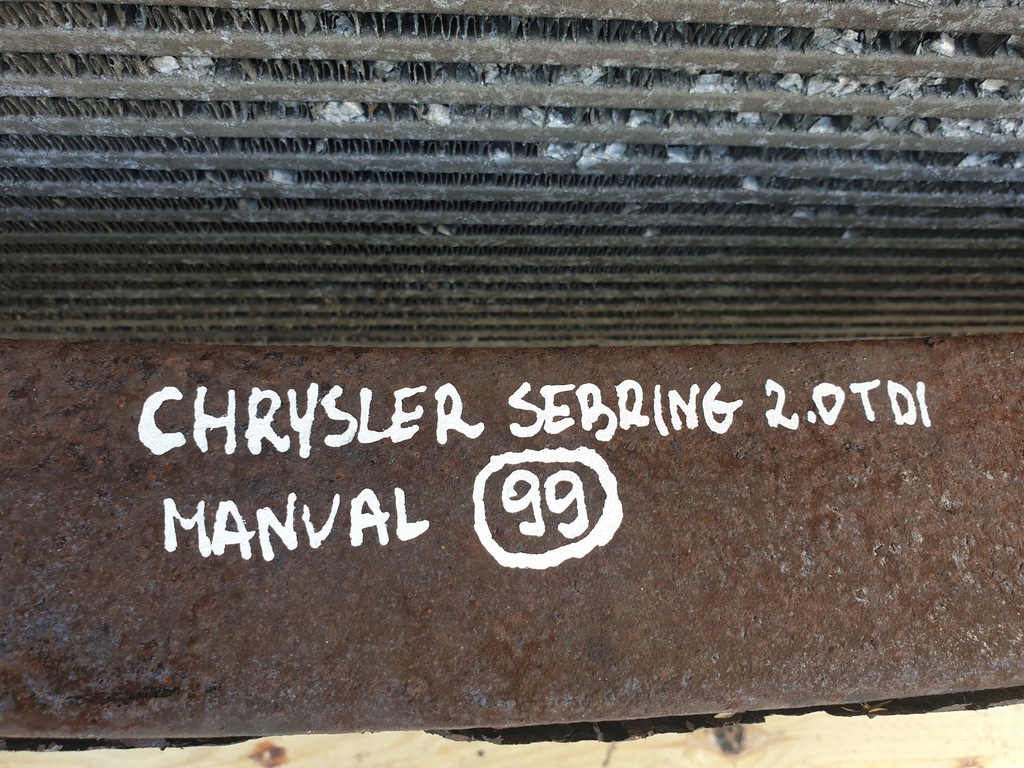 CHRYSLER SEBRING 2.0TDI
MANUAL 99